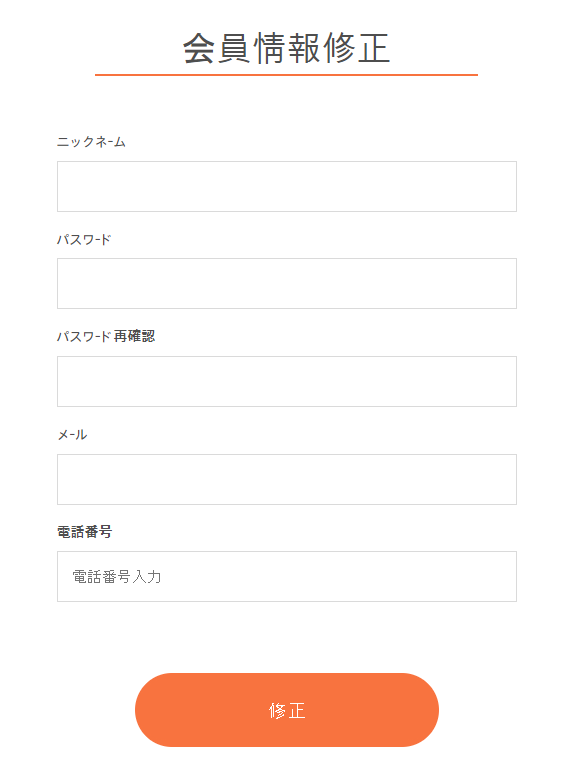 会員情報修正
ニックネーム
パスワード
パスワード再確認
メール
電話番号
電話番号入力
修正